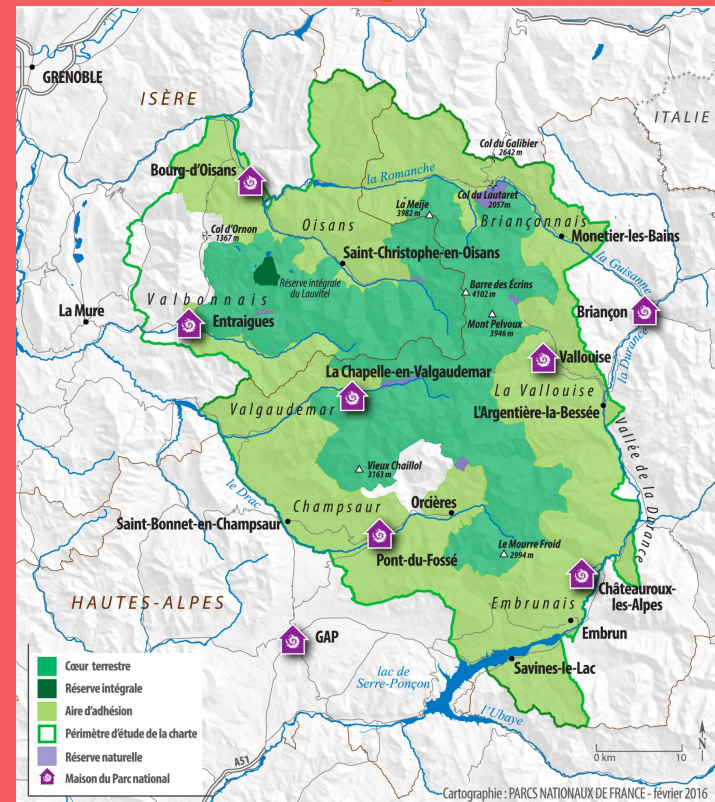 GRENOBLE
ISÈRE
ITALIE
Col du Galibier
2642 m
Bourg-d'Oisans
la Romanche
La Meije
3982 m
Col du Lautaret
2057m
Briançonnais
Oisans
Col d'Ornon
1367 m
Monetier-les-Bains
Saint-Christophe-en-Oisans
la Guisanne
Réserve intégrale
du Lauvitel
Barre des Écrins
4102 m
Valbonnais
La Mure
Entraigues
Mont Pelvoux
3946 m
Briançon
la Durance
Vallouise
La Chapelle-en-Valgaudemar
La Vallouise
Valgaudemar
L'Argentière-la-Bessée
Vallée de la Durance
Vieux Chaillol
3163 m
le Drac
Champsaur
Orcières
Saint-Bonnet-en-Champsaur
Pont-du-Fossé
Le Mourre Froid
2994 m
Châteauroux-
les-Alpes
HAUTES-ALPES
Embrunais
Embrun
GAP
Savines-le-Lac
lac de
Serre-Ponçon
l'Ubaye
A51
Cœur terrestre
Réserve intégrale
Aire d'adhésion
Périmètre d'étude de la charte
Réserve naturelle
Maison du Parc national
N
0 km 10
Cartographie : PARCS NATIONAUX DE FRANCE - février 2016